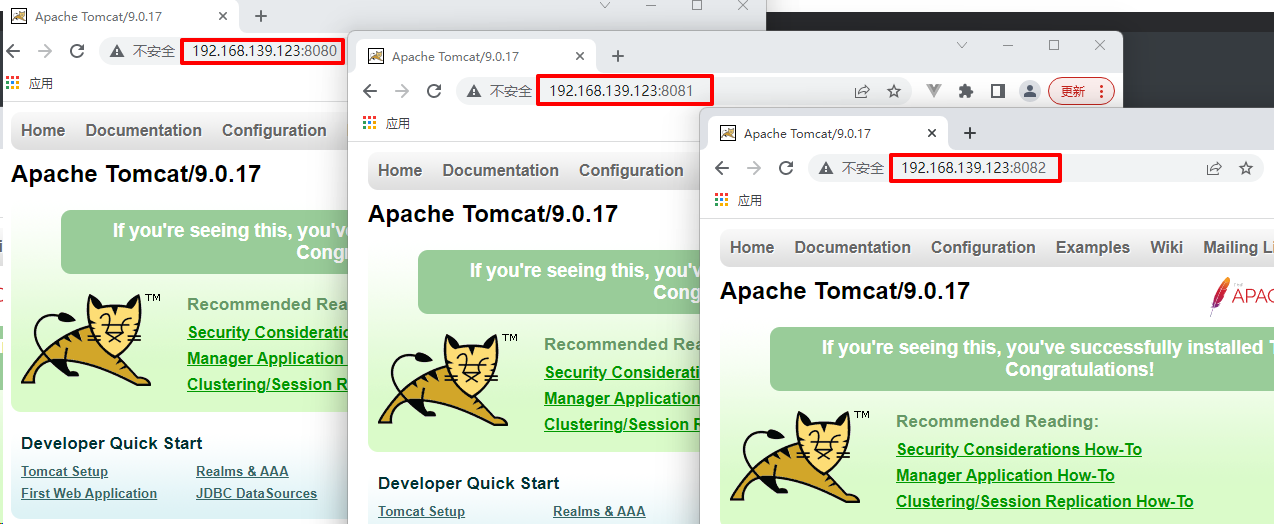 Apache Tomcat/9.0.17
不安全 192.168.139.123:8080
应用
Home Documentation Configuration
Apache Tomcat/9.0.17
If you're seeing this, you'v
Congr
TM
Recommended Rea
Security Consideratio
Manager Application
Clustering/Session R
Developer Quick Start
Tomcat Setup Realms & AAA
First Web Application JDBC DataSources
Apache Tomcat/9.0.17
不安全 192.168.139.123:8081
更新
应用
Home Documentation Configuration
Apache Tomcat/9.0.17
If you're seeing this, you'v
Cong
TM
Recommended Rea
Security Considerati
Manager Application
Clustering/Session R
Developer Quick Start
Tomcat Setup Realms & AAA
Apache Tomcat/9.0.17
不安全 192.168.139.123:8082
应用
Home Documentation Configuration Examples Wiki Mailing Li
Apache Tomcat/9.0.17
THE
APAC
If you're seeing this, you've successfully installed T
Congratulations!
TM
Recommended Reading:
Security Considerations How-To
Manager Application How-To
Clustering/Session Replication How-To